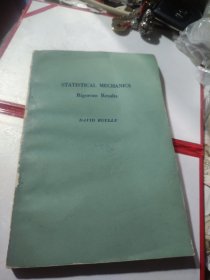 STATISTICAL MECHANICS
Rigorous Results
DAVID RUELLE